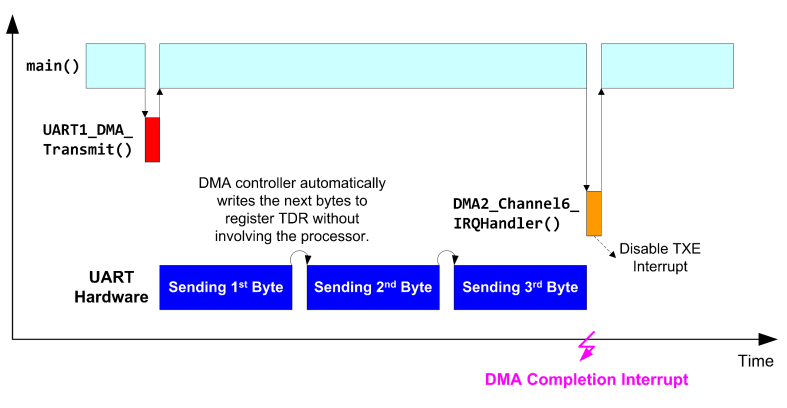 main()
UART1_DMA_
Transmit()
DMA controller automatically
writes the next bytes to
register TDR without
involving the processor.
DMA2_Channel6_
IRQHandler()
Disable TXE
Interrupt
UART
Hardware
Sending 1st Byte
Sending 2nd Byte
Sending 3rd Byte
Time
DMA Completion Interrupt